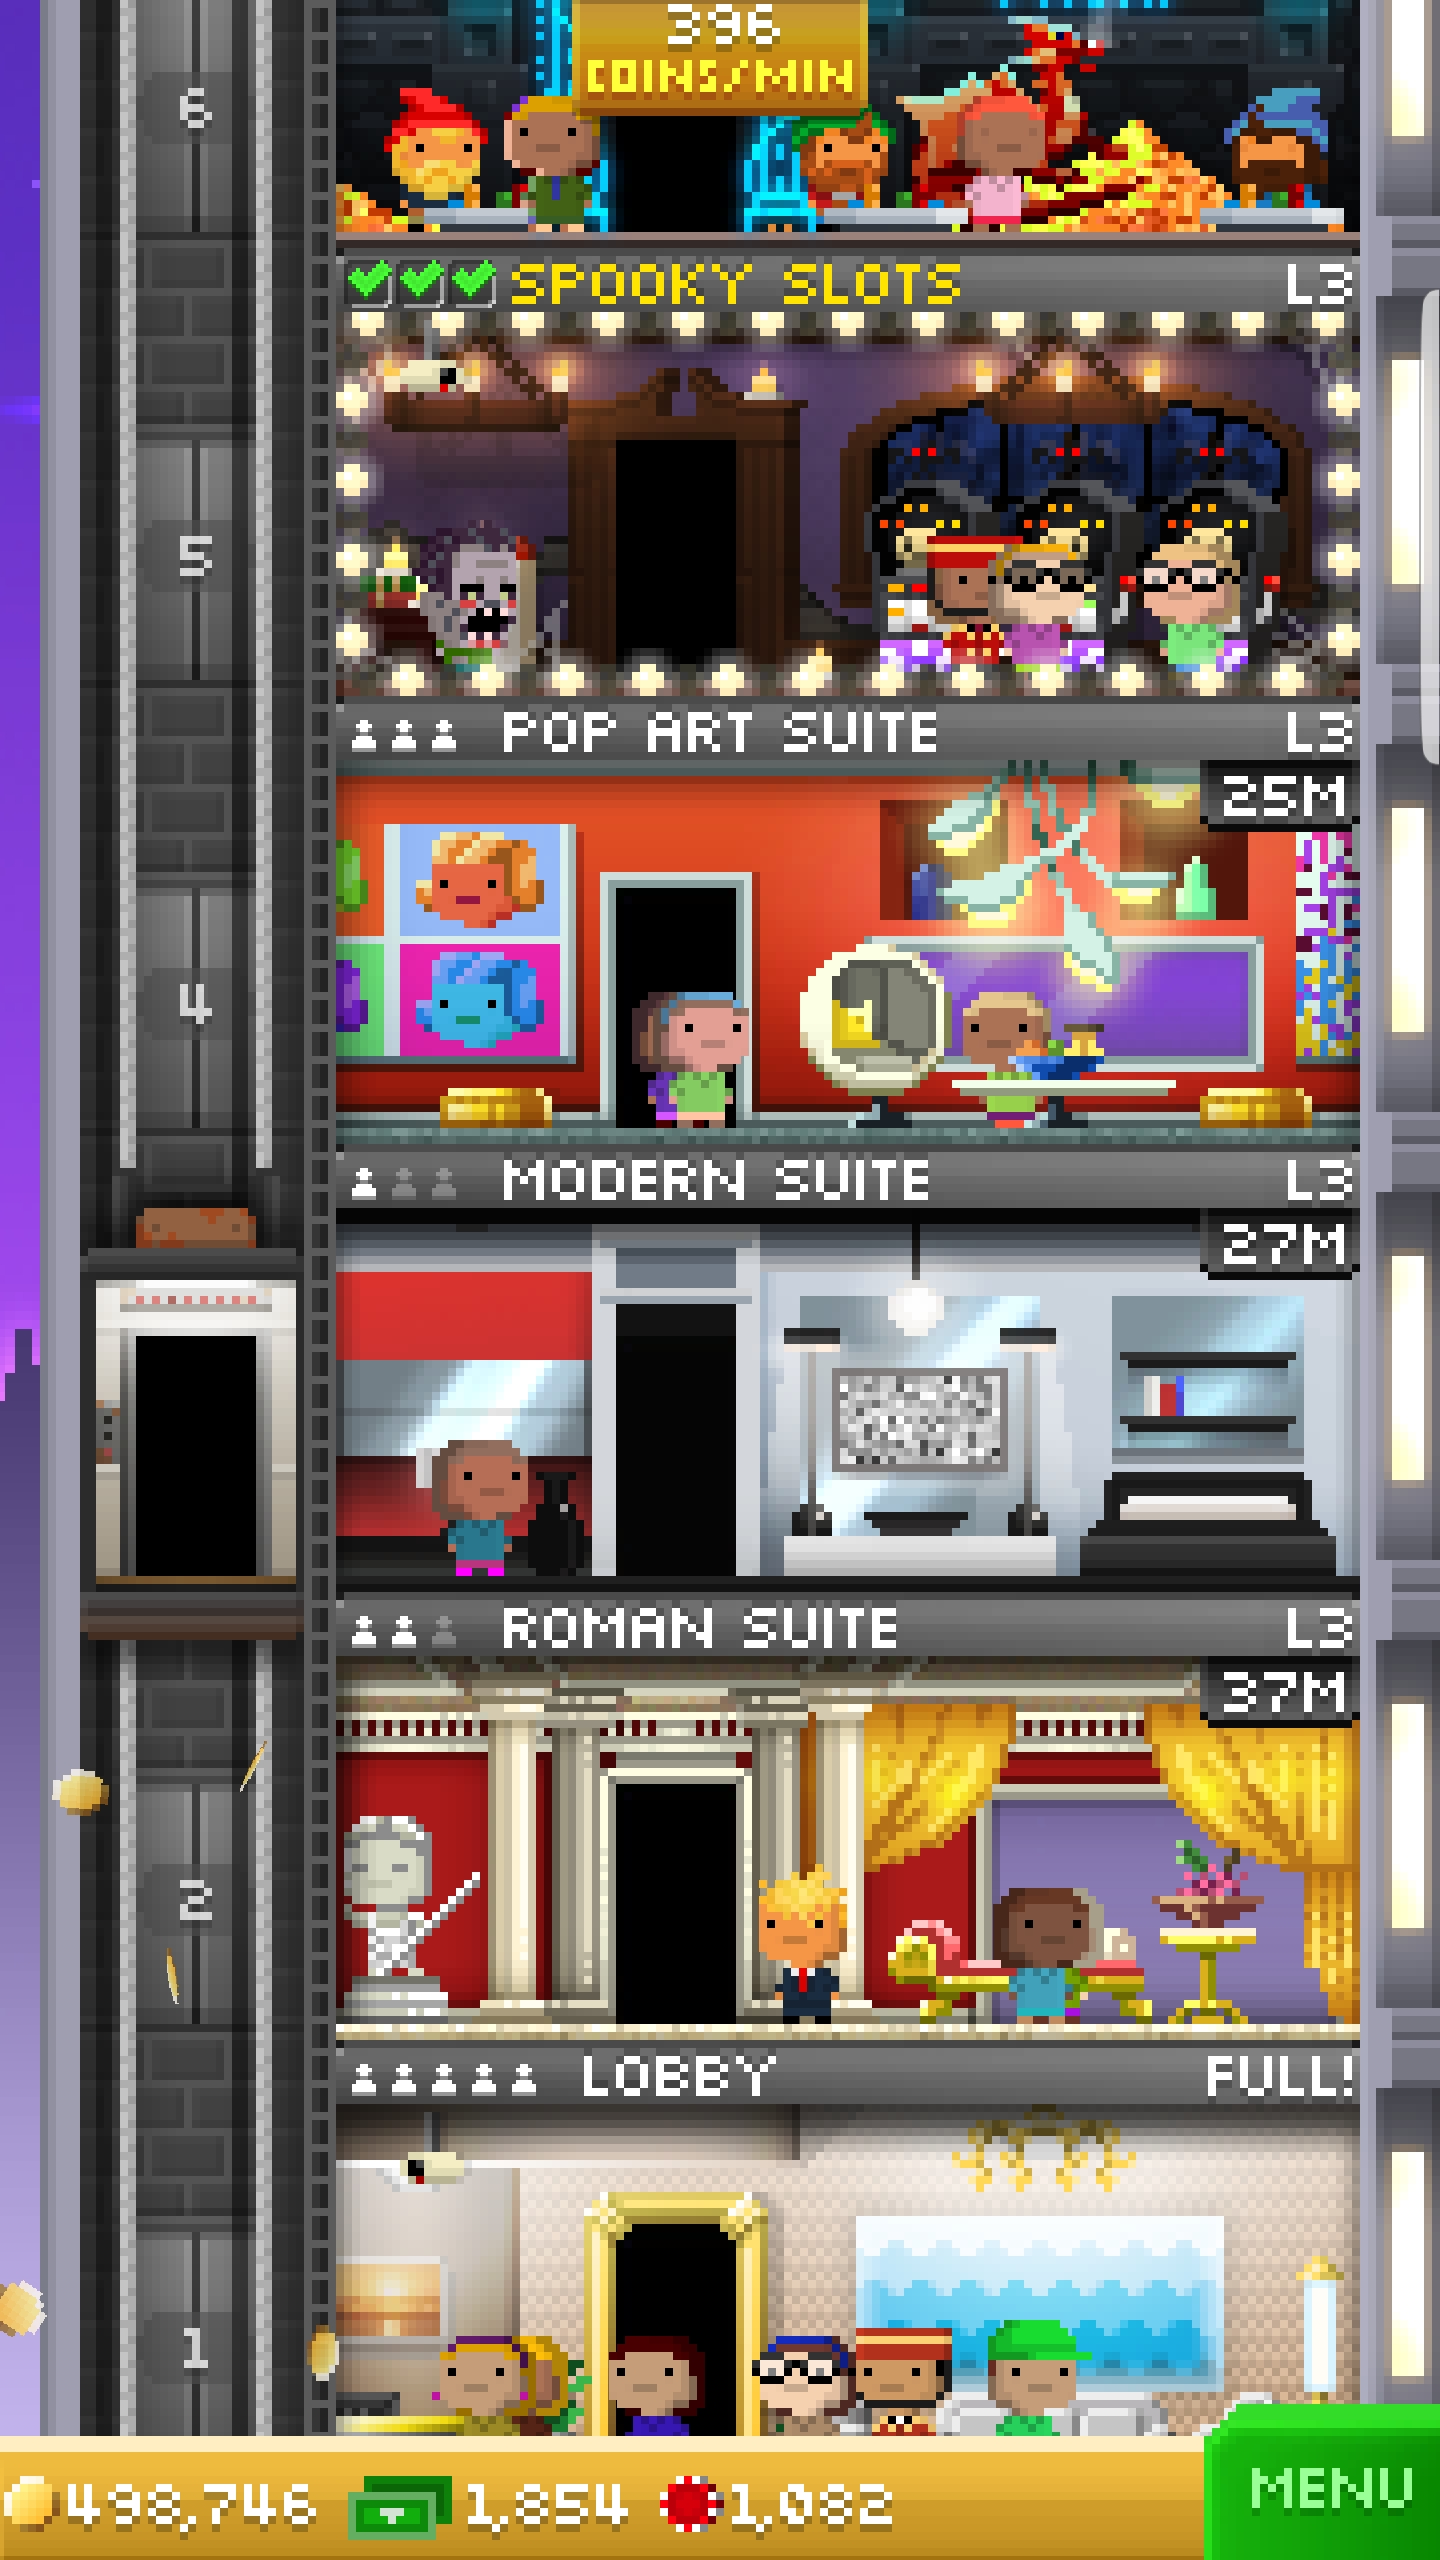 396
COINS/MIN
6
SPOOKY SLOTS L3
5
POP ART SUITE L3
25M
4
MODERN SUITE L3
27M
ROMAN SUITE L3
37M
2
LOBBY FULL!
1
498,746 1,854 1,082 MENU